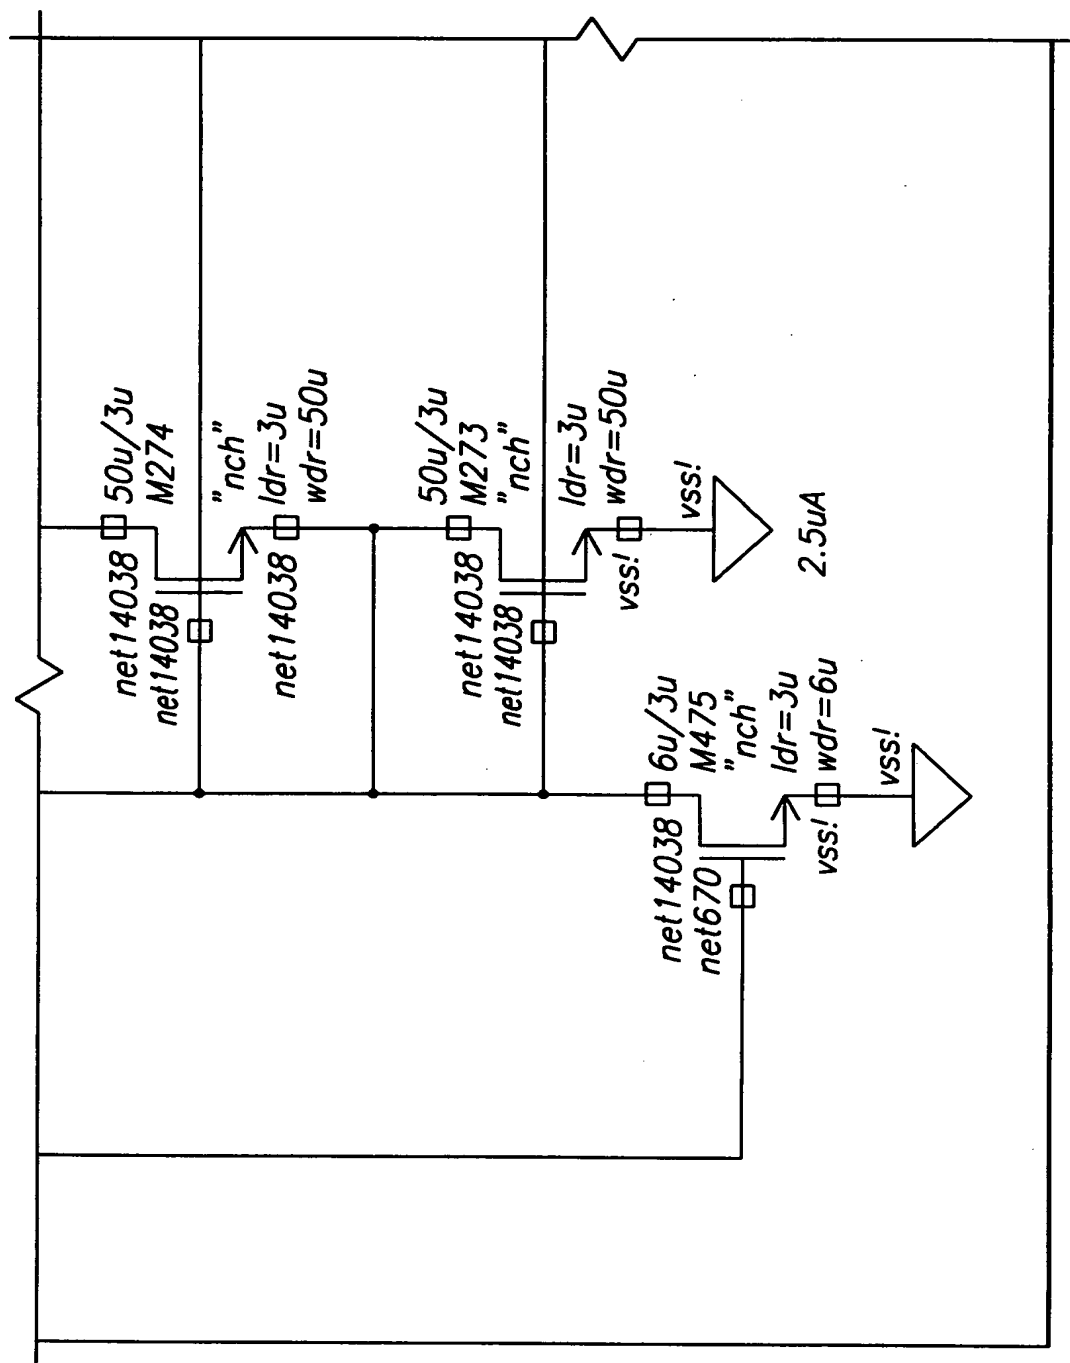 50u/3u
M274
"nch"
ldr=3u
wdr=50u
net14038
net14038
net14038
50u/3u
M273
"nch"
ldr=3u
wdr=50u
net14038
net14038
vss!
vss!
2.5uA
6u/3u
M475
"nch"
ldr=3u
wdr=6u
net14038
net670
vss!
vss!